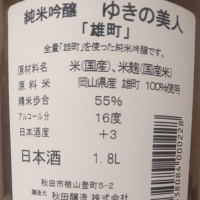 純米吟醸 ゆきの美人
「雄町」
全量「雄町」を使った純米吟醸です。
原材料名 米(国産)、米麹(国産米)
原料米 岡山県産 雄町 100%使用
精米歩合 55%
アルコール分 16度
日本酒度 +3
日本酒 1.8L
秋田市楢山登町5-2
醸造元 秋田醸造株式会社